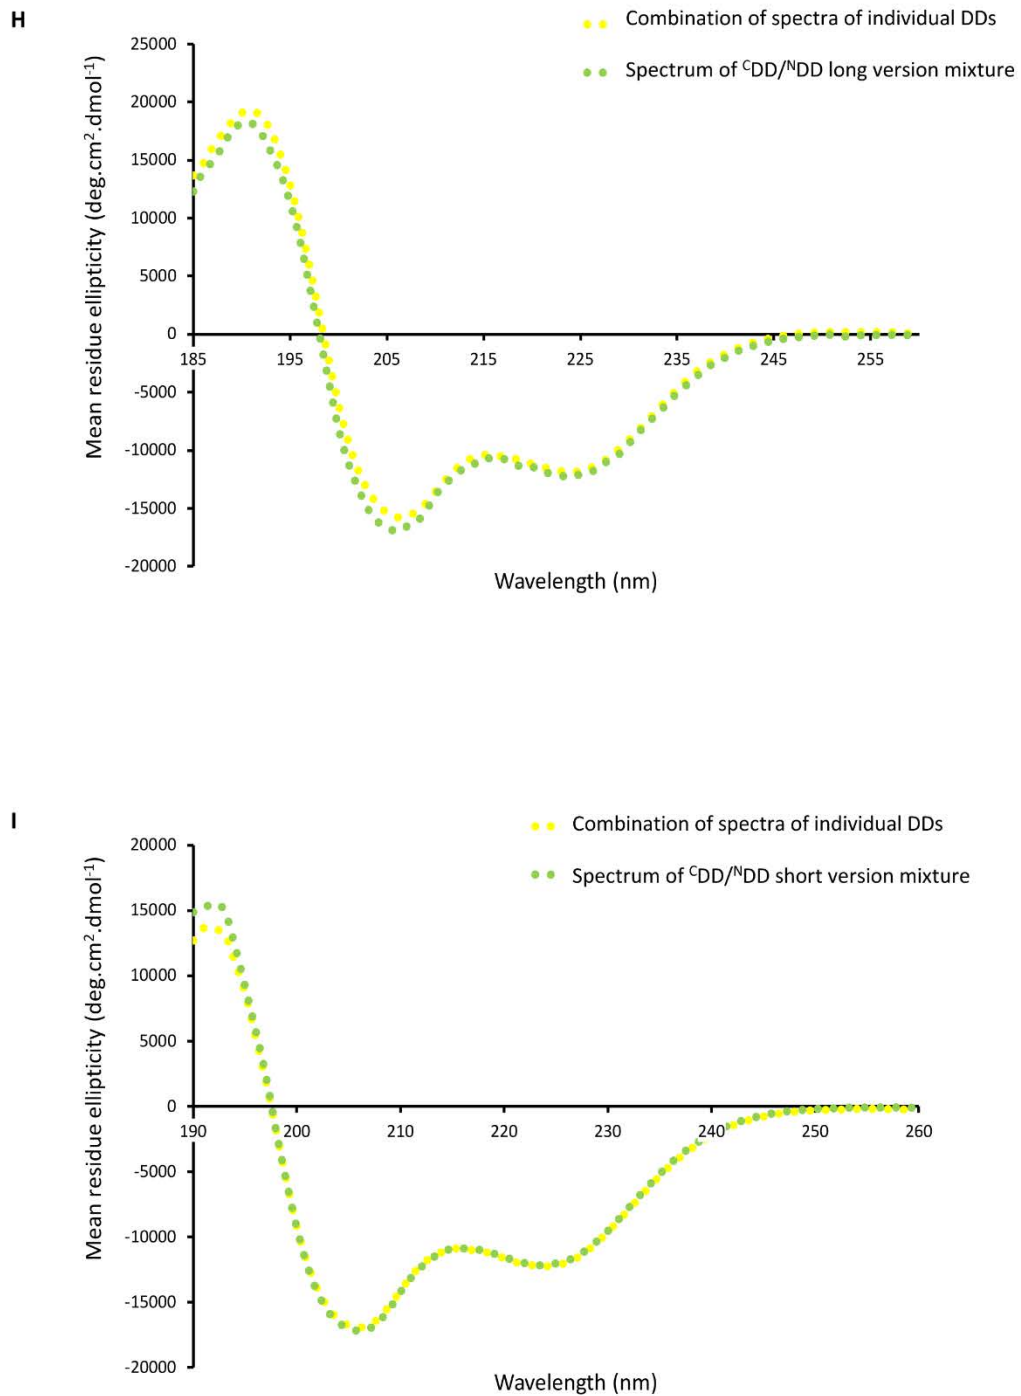 H
Combination of spectra of individual DDs
Spectrum of ᶜDD/ᴺDD long version mixture
Mean residue ellipticity (deg.cm².dmol⁻¹)
25000
20000
15000
10000
5000
0
-5000
-10000
-15000
-20000
185 195 205 215 225 235 245 255
Wavelength (nm)
I
Combination of spectra of individual DDs
Spectrum of ᶜDD/ᴺDD short version mixture
Mean residue ellipticity (deg.cm².dmol⁻¹)
20000
15000
10000
5000
0
-5000
-10000
-15000
-20000
190 200 210 220 230 240 250 260
Wavelength (nm)